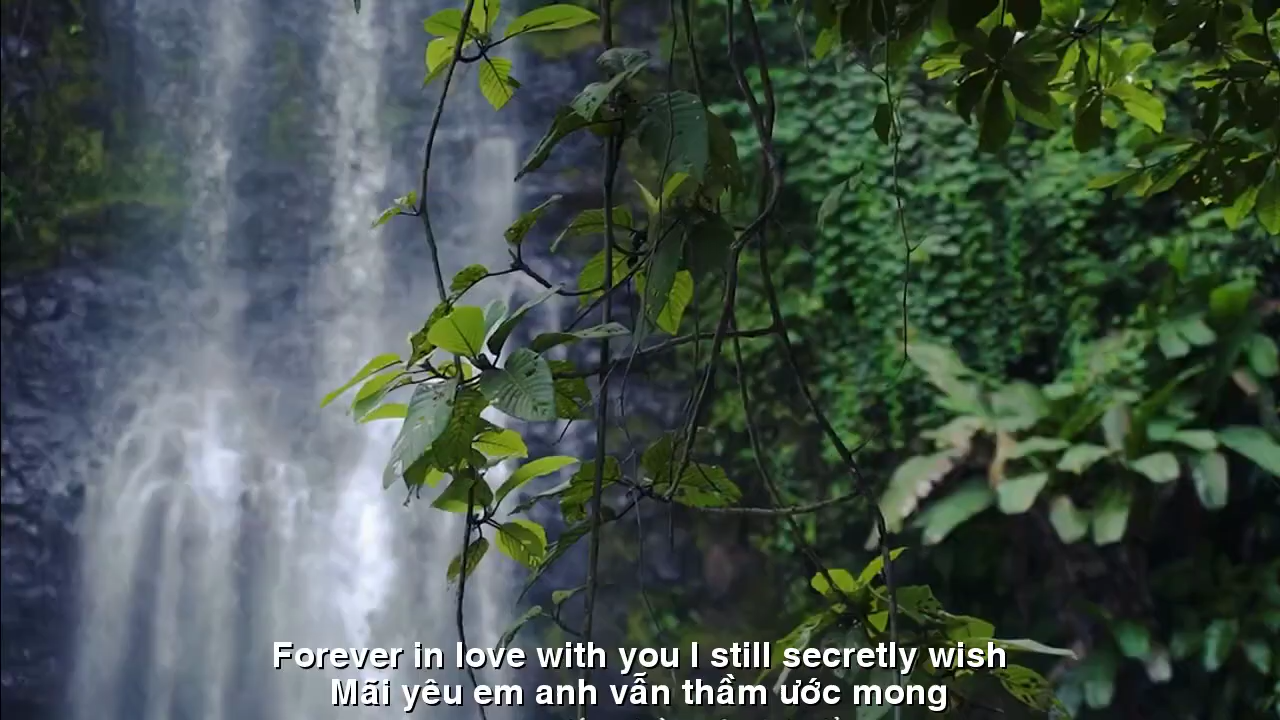 Forever in love with you I still secretly wish
Mãi yêu em anh vẫn thầm ước mong